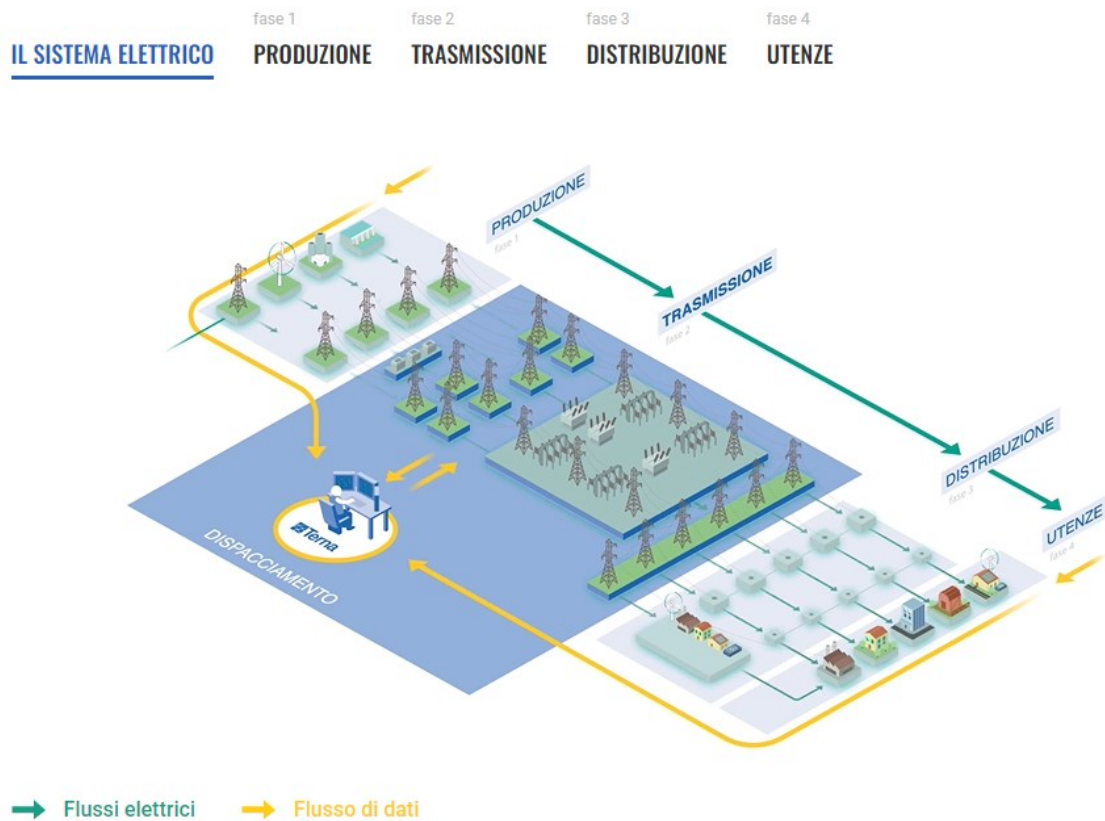 fase 1
fase 2
fase 3
fase 4
IL SISTEMA ELETTRICO
PRODUZIONE
TRASMISSIONE
DISTRIBUZIONE
UTENZE
PRODUZIONE
fase 1
TRASMISSIONE
fase 2
DISTRIBUZIONE
fase 3
UTENZE
fase 4
Terna
DISPACCIAMENTO
Flussi elettrici
Flusso di dati